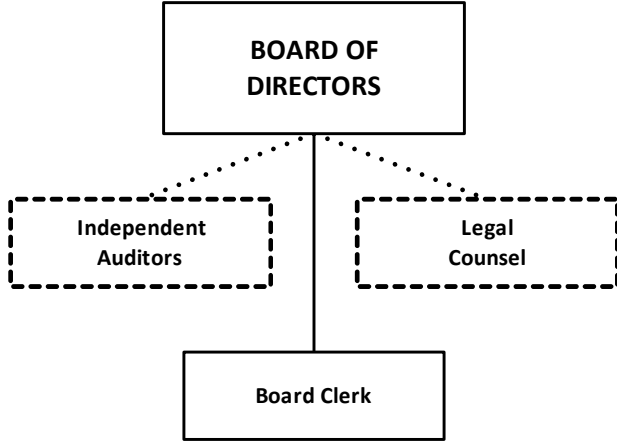 BOARD OF
DIRECTORS
Independent
Auditors
Legal
Counsel
Board Clerk